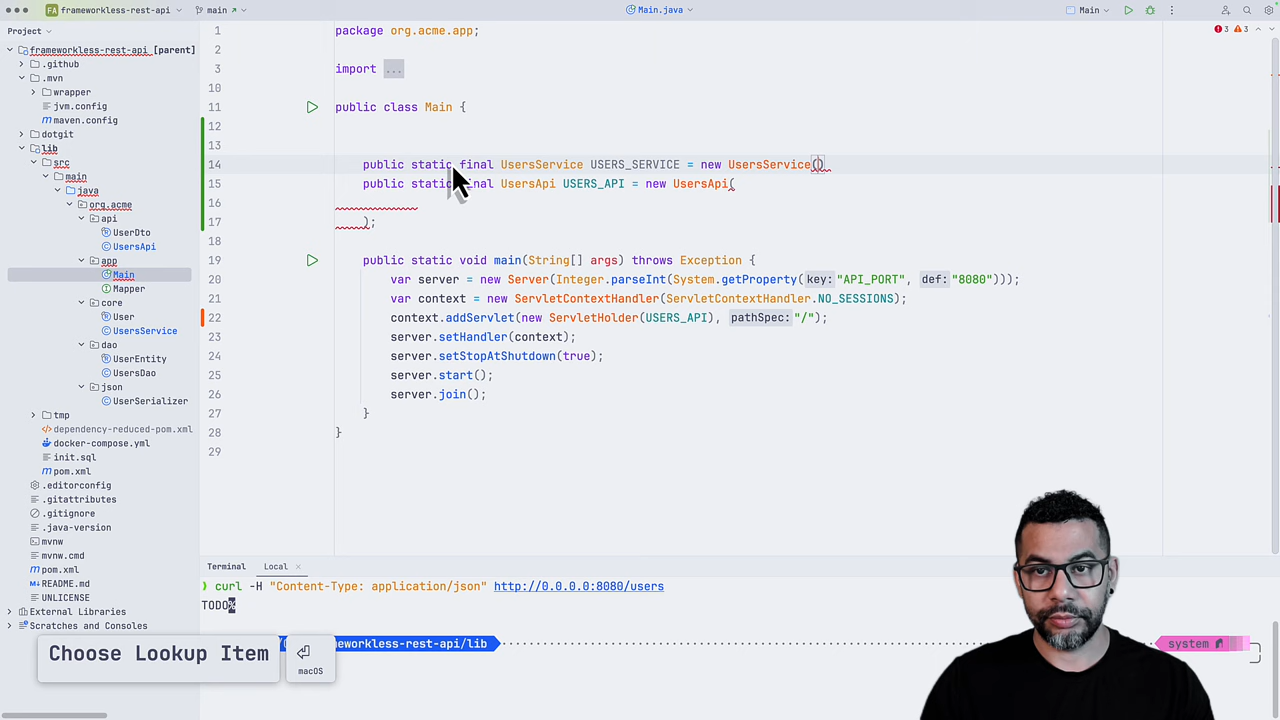 FA frameworkless-rest-api main Main.java Main
Project
frameworkless-rest-api [parent]
.github
.mvn
wrapper
jvm.config
maven.config
dotgit
lib
src
main
java
org.acme
api
UserDto
UsersApi
app
Main
Mapper
core
User
UsersService
dao
UserEntity
UsersDao
json
UserSerializer
tmp
dependency-reduced-pom.xml
docker-compose.yml
init.sql
pom.xml
.editorconfig
.gitattributes
.gitignore
.java-version
mvnw
mvnw.cmd
pom.xml
README.md
UNLICENSE
External Libraries
Scratches and Consoles
3 3
1 package org.acme.app;
2
3 import ...
10
11 public class Main {
12
13
14 public static final UsersService USERS_SERVICE = new UsersService()
15 public static final UsersApi USERS_API = new UsersApi(
16
17 );
18
19 public static void main(String[] args) throws Exception {
20 var server = new Server(Integer.parseInt(System.getProperty( key: "API_PORT", def: "8080")));
21 var context = new ServletContextHandler(ServletContextHandler.NO_SESSIONS);
22 context.addServlet(new ServletHolder(USERS_API), pathSpec: "/");
23 server.setHandler(context);
24 server.setStopAtShutdown(true);
25 server.start();
26 server.join();
27 }
28 }
29
Terminal Local
curl -H "Content-Type: application/json" http://0.0.0.0:8080/users
TODO%
ameworkless-rest-api/lib system
Choose Lookup Item
macOS